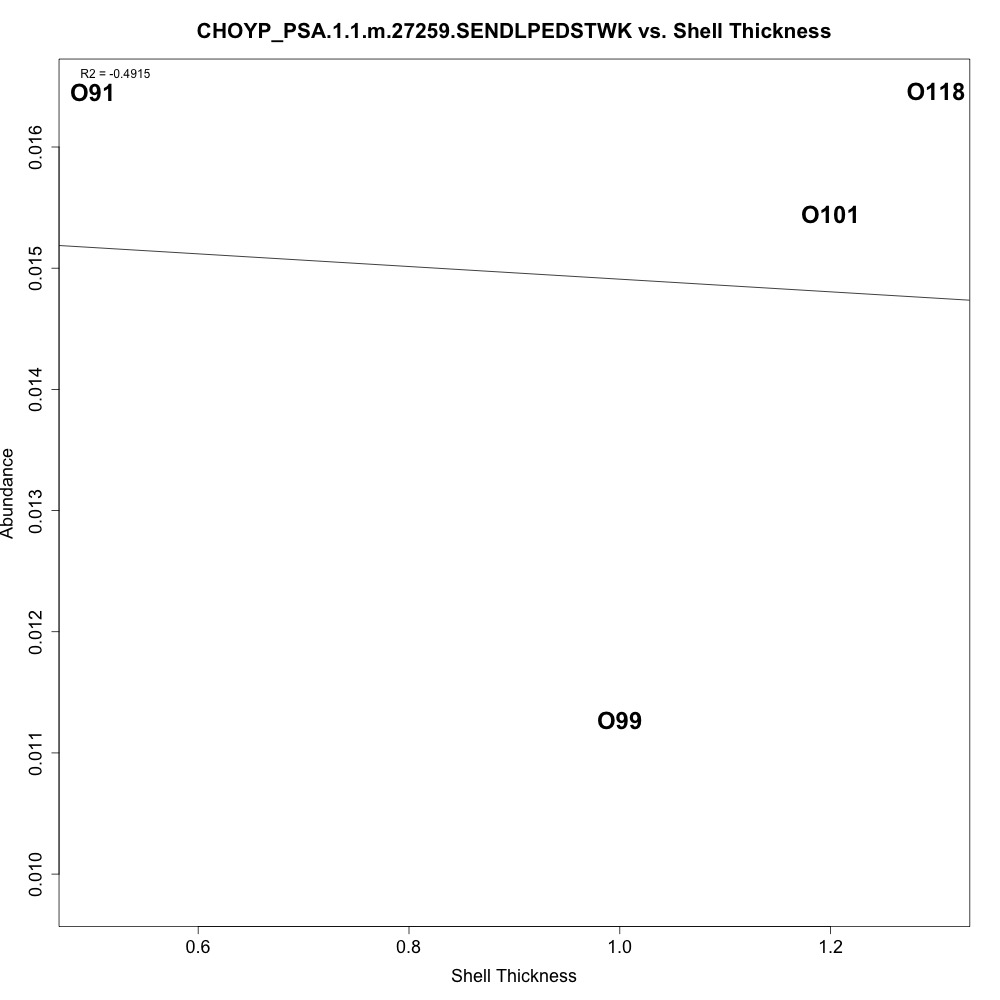 CHOYP_PSA.1.1.m.27259.SENDLPEDSTWK vs. Shell Thickness
R2 = -0.4915
O91
O118
O101
O99
0.016
0.015
0.014
0.013
0.012
0.011
0.010
Abundance
0.6
0.8
1.0
1.2
Shell Thickness